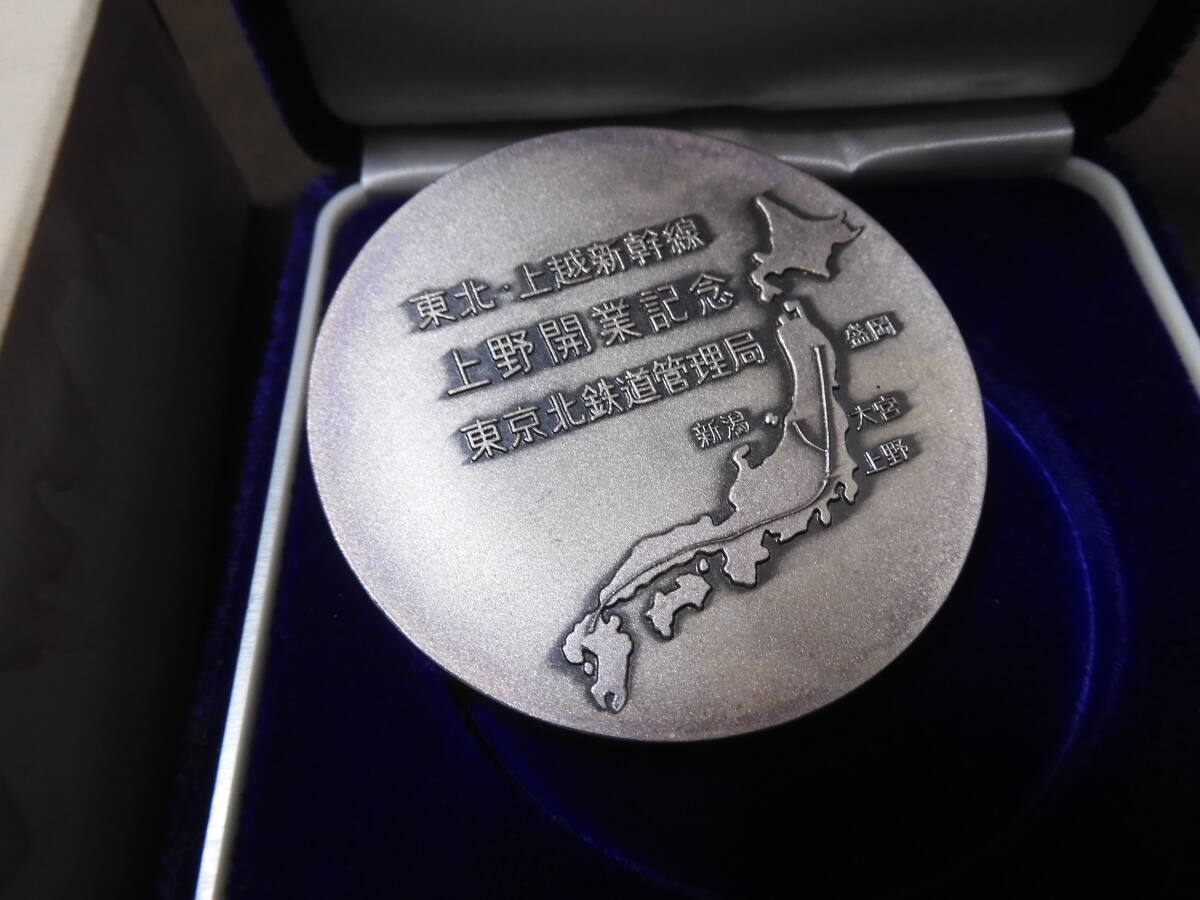 東北・上越新幹線
上野開業記念
東京北鉄道管理局
盛岡
新潟
大宮
上野